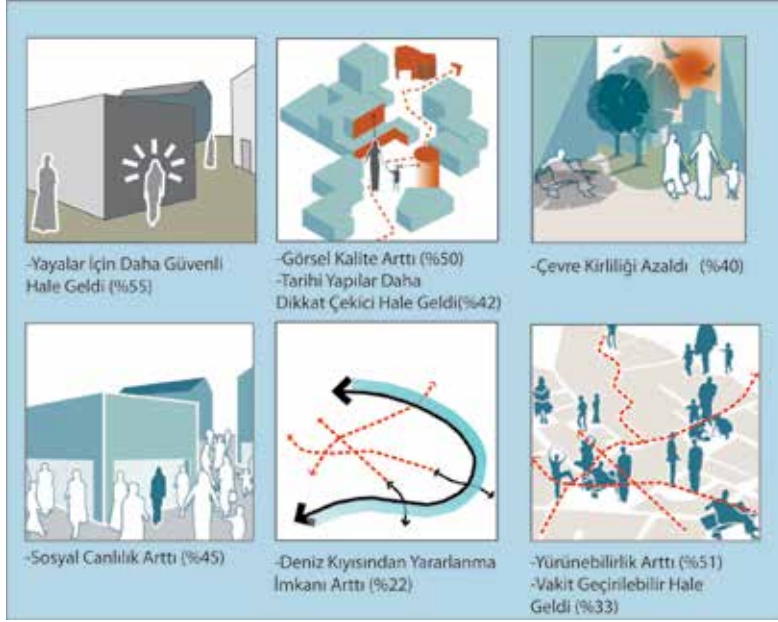 -Yayalar İçin Daha Güvenli
Hale Geldi (%55)
-Görsel Kalite Arttı (%50)
-Tarihi Yapılar Daha
Dikkat Çekici Hale Geldi(%42)
-Çevre Kirliliği Azaldı (%40)
-Sosyal Canlılık Arttı (%45)
-Deniz Kıyısından Yararlanma
İmkanı Arttı (%22)
-Yürünebilirlik Arttı (%51)
-Vakit Geçirilebilir Hale
Geldi (%33)